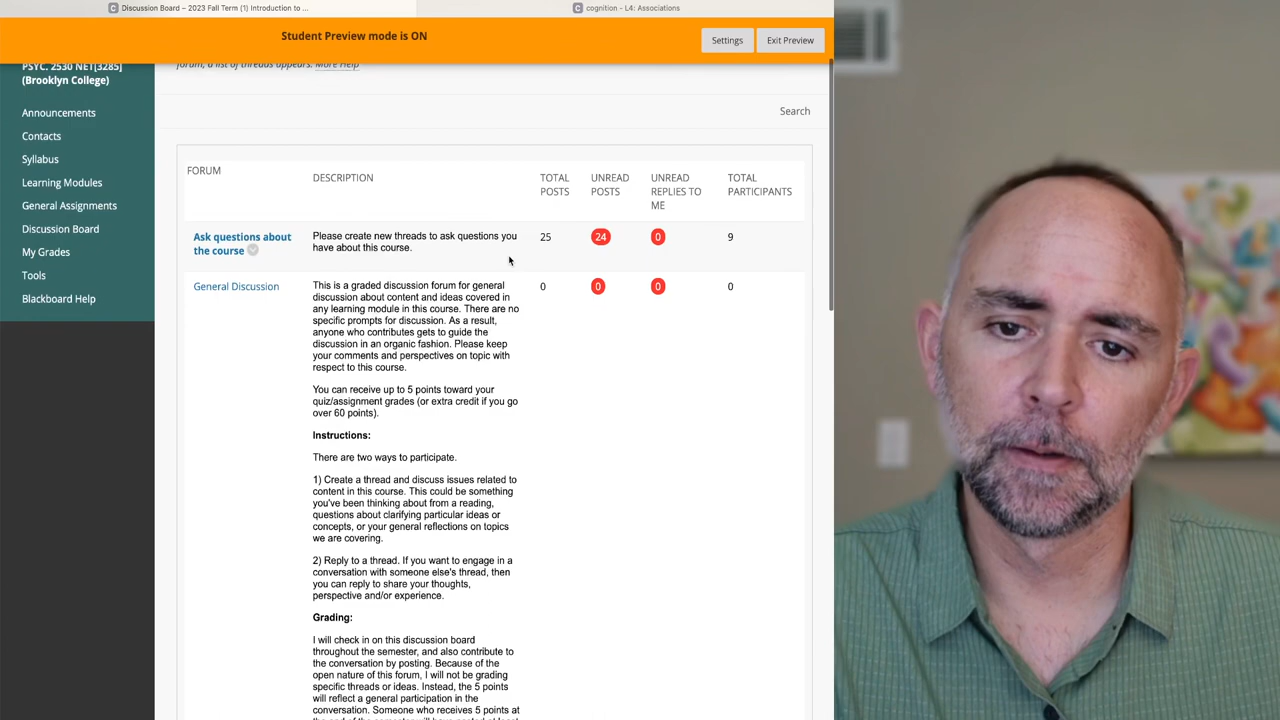 Discussion Board – 2023 Fall Term (1) Introduction to ...
cognition - L4: Associations
Student Preview mode is ON
Settings
Exit Preview
PSYC. 2530 NET[3285]
(Brooklyn College)
Announcements
Contacts
Syllabus
Learning Modules
General Assignments
Discussion Board
My Grades
Tools
Blackboard Help
forum, a list of threads appears. More Help
Search
FORUM
DESCRIPTION
TOTAL
POSTS
UNREAD
POSTS
UNREAD
REPLIES TO
ME
TOTAL
PARTICIPANTS
Ask questions about
the course
Please create new threads to ask questions you
have about this course.
25
24
0
9
General Discussion
This is a graded discussion forum for general
discussion about content and ideas covered in
any learning module in this course. There are no
specific prompts for discussion. As a result,
anyone who contributes gets to guide the
discussion in an organic fashion. Please keep
your comments and perspectives on topic with
respect to this course.
You can receive up to 5 points toward your
quiz/assignment grades (or extra credit if you go
over 60 points).
Instructions:
There are two ways to participate.
1) Create a thread and discuss issues related to
content in this course. This could be something
you've been thinking about from a reading,
questions about clarifying particular ideas or
concepts, or your general reflections on topics
we are covering.
2) Reply to a thread. If you want to engage in a
conversation with someone else's thread, then
you can reply to share your thoughts,
perspective and/or experience.
Grading:
I will check in on this discussion board
throughout the semester, and also contribute to
the conversation by posting. Because of the
open nature of this forum, I will not be grading
specific threads or ideas. Instead, the 5 points
will reflect a general participation in the
conversation. Someone who receives 5 points at
0
0
0
0